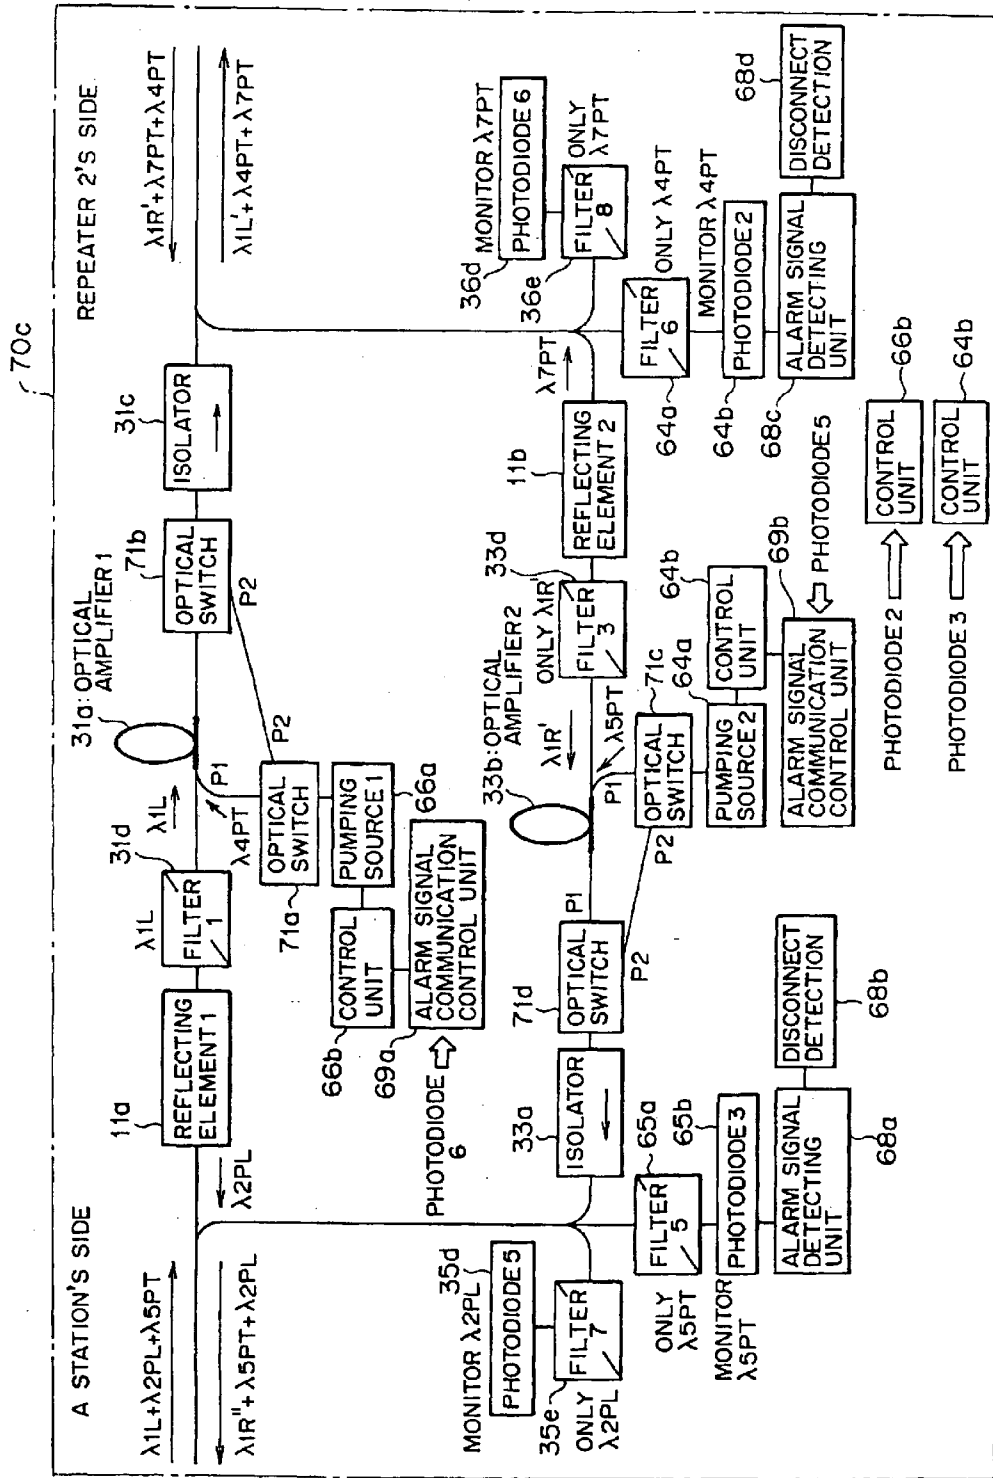 70c
A STATION'S SIDE
REPEATER 2'S SIDE
λ1L+λ2PL+λ5PT
λ1R"+λ5PT+λ2PL
λ1R'+λ7PT+λ4PT
λ1L'+λ4PT+λ7PT
λ2PL
11a
REFLECTING
ELEMENT 1
λ1L
31d
FILTER
1
λ1L
λ4PT
31a:OPTICAL
AMPLIFIER 1
P1
P2
71b
OPTICAL
SWITCH
P2
31c
ISOLATOR
71a
OPTICAL
SWITCH
PUMPING
SOURCE 1
66a
66b
CONTROL
UNIT
69a
ALARM SIGNAL
COMMUNICATION
CONTROL UNIT
PHOTODIODE
6
MONITOR λ2PL
35d
PHOTODIODE 5
35e
FILTER
7
ONLY
λ2PL
33a
ISOLATOR
71d
OPTICAL
SWITCH
P1
P2
33b:OPTICAL
AMPLIFIER2
λ1R'
ONLY λ1R'
33d
FILTER
3
11b
REFLECTING
ELEMENT 2
λ7PT
MONITOR λ7PT
36d
PHOTODIODE 6
36e
FILTER
8
ONLY
λ7PT
λ5PT
P1
P2
71c
OPTICAL
SWITCH
64a
PUMPING
SOURCE 2
64b
CONTROL
UNIT
69b
ALARM SIGNAL
COMMUNICATION
CONTROL UNIT
PHOTODIODE 5
65a
FILTER
5
ONLY
λ5PT
65b
PHOTODIODE 3
MONITOR
λ5PT
ALARM SIGNAL
DETECTING
UNIT
68a
DISCONNECT
DETECTION
68b
64a
FILTER
6
ONLY λ4PT
MONITOR λ4PT
64b
PHOTODIODE 2
68c
ALARM SIGNAL
DETECTING
UNIT
DISCONNECT
DETECTION
68d
PHOTODIODE 2
CONTROL
UNIT
66b
PHOTODIODE 3
CONTROL
UNIT
64b